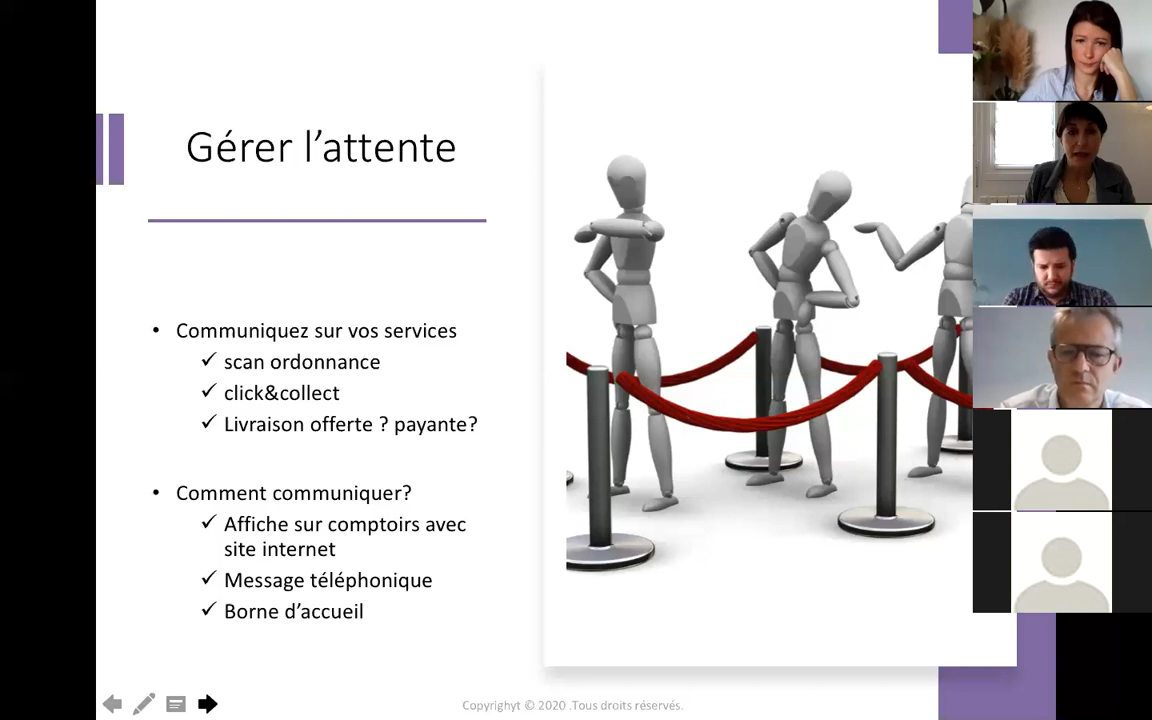 Gérer l’attente
• Communiquez sur vos services
✓ scan ordonnance
✓ click&collect
✓ Livraison offerte ? payante?
• Comment communiquer?
✓ Affiche sur comptoirs avec
site internet
✓ Message téléphonique
✓ Borne d’accueil
Copyrighyt © 2020 .Tous droits réservés.